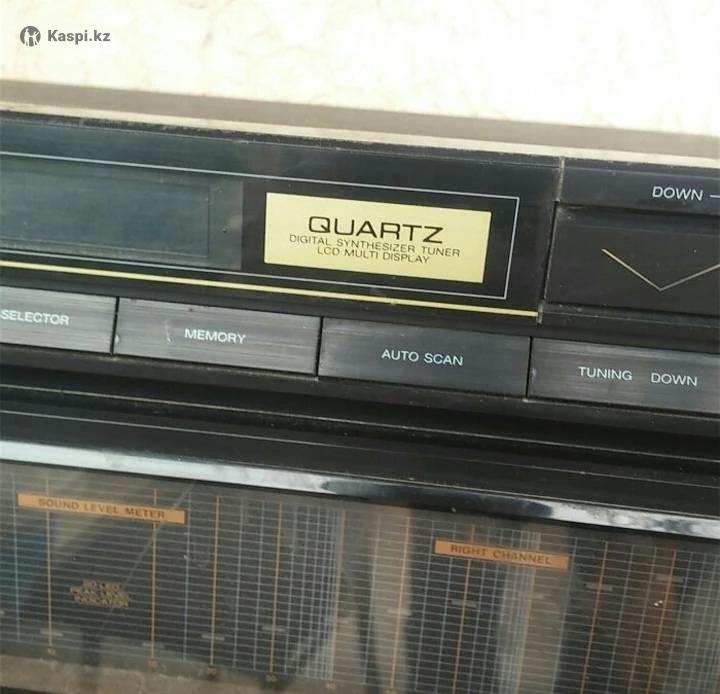 Kaspi.kz
DOWN
QUARTZ
DIGITAL SYNTHESIZER TUNER
LCD MULTI DISPLAY
SELECTOR
MEMORY
AUTO SCAN
TUNING DOWN
SOUND LEVEL METER
RIGHT CHANNEL
INDICATOR